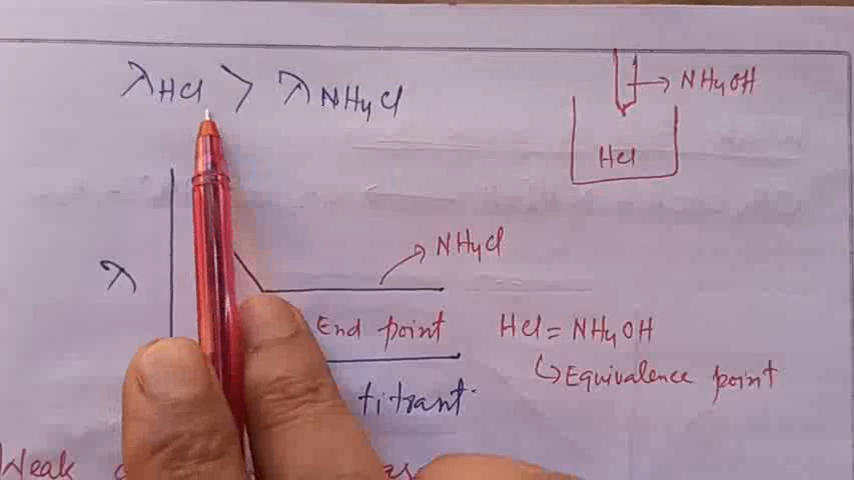 λHCl > λNH4Cl
NH4OH
HCl
λ
NH4Cl
End point
HCl = NH4OH
Equivalence point
titrant
Weak